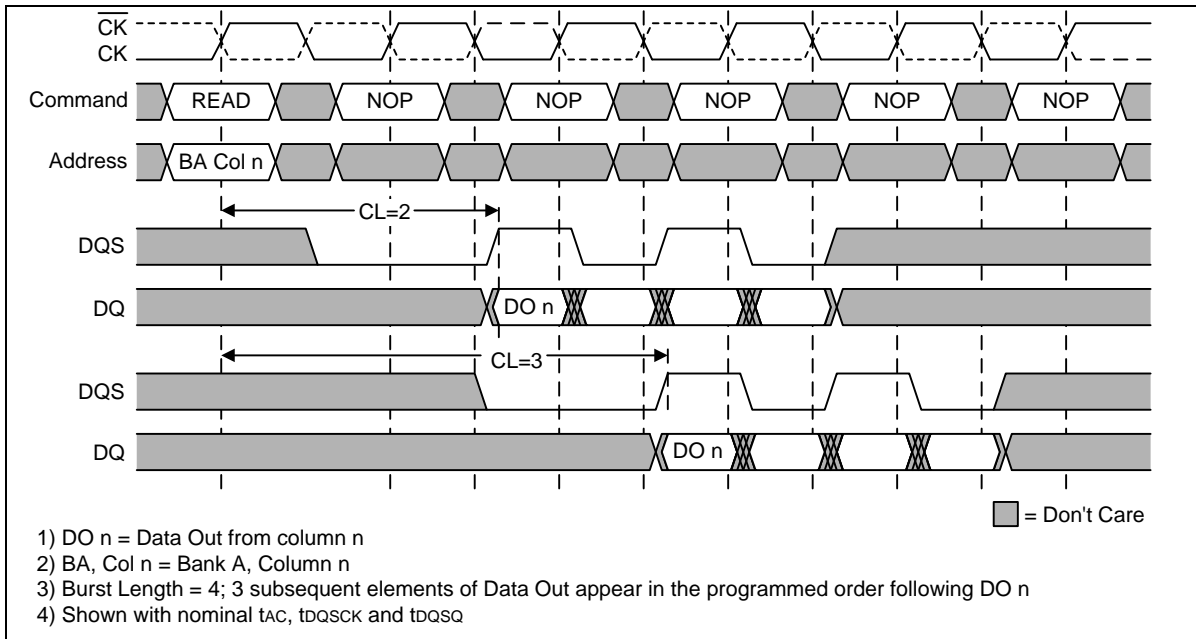 CK
CK
Command READ NOP NOP NOP NOP NOP
Address BA Col n
CL=2
DQS
DQ DO n
CL=3
DQS
DQ DO n
= Don't Care
1) DO n = Data Out from column n
2) BA, Col n = Bank A, Column n
3) Burst Length = 4; 3 subsequent elements of Data Out appear in the programmed order following DO n
4) Shown with nominal tAC, tDQSCK and tDQSQ